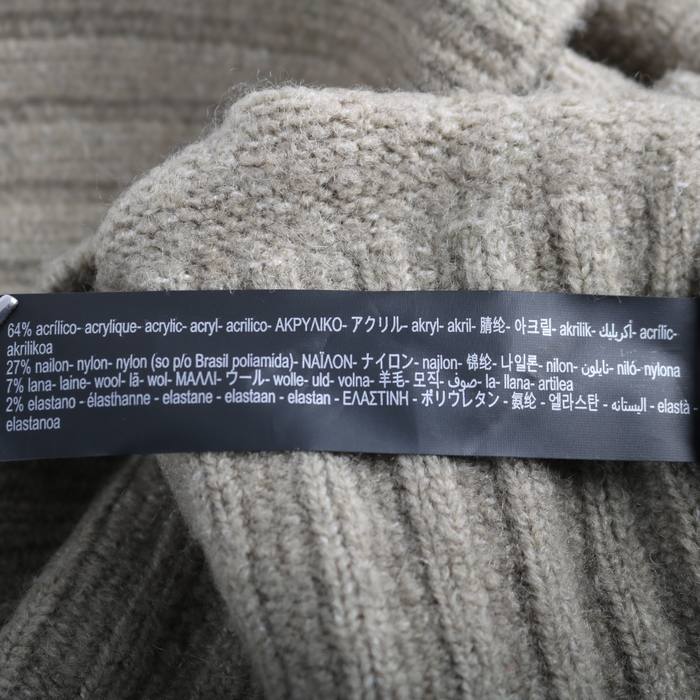 64% acrílico- acrylique- acrylic- acryl- acrilico- ΑΚΡΥΛΙΚΟ- アクリル- akryl- akril- 腈纶- 아크릴- akrilik- أكريليك- acrílic-
akrilikoa
27% nailon- nylon- nylon (so p/o Brasil poliamida)- ΝΑΪΛΟΝ- ナイロン- najlon- 锦纶- 나일론- nilon- نايلون- niló- nylona
7% lana- laine- wool- lã- wol- ΜΑΛΛΙ- ウール- wolle- uld- volna- 羊毛- 모직- صوف- la- llana- artilea
2% elastano - élasthanne - elastane - elastaan - elastan - ΕΛΑΣΤΙΝΗ - ポリウレタン - 氨纶 - 엘라스탄 - اليستانه - elastà -
elastanoa